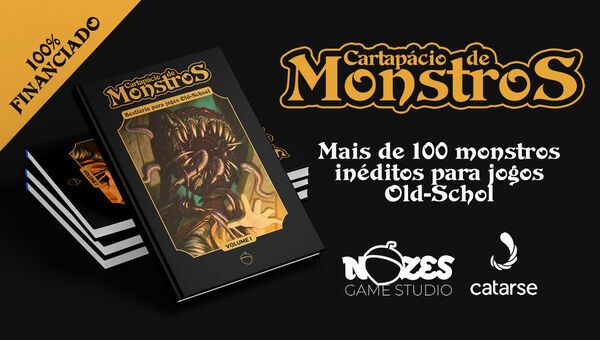 100%
FINANCIADO
Cartapácio de
Monstros
Bestiário para jogos Old-School
VOLUME 1
Cartapácio de
Monstros
Mais de 100 monstros
inéditos para jogos
Old-Schol
NOZES
GAME STUDIO
catarse